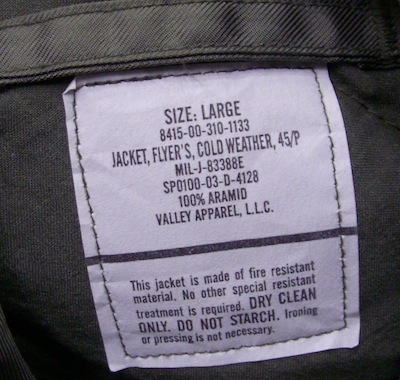 SIZE: LARGE
8415-00-310-1133
JACKET, FLYER'S, COLD WEATHER, 45/P
MIL-J-83388E
SP0100-03-D-4128
100% ARAMID
VALLEY APPAREL, L.L.C.
This jacket is made of fire resistant
material. No other special resistant
treatment is required. DRY CLEAN
ONLY. DO NOT STARCH. Ironing
or pressing is not necessary.